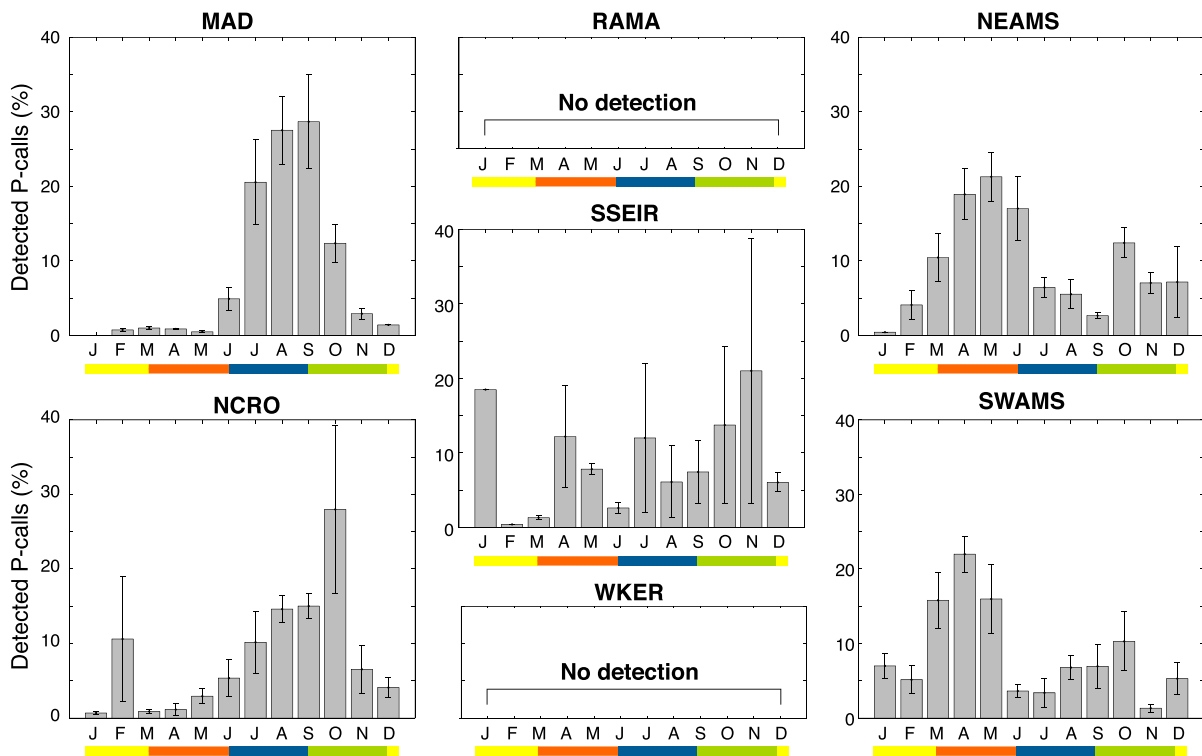 MAD
Detected P-calls (%)
40
30
20
10
0
J F M A M J J A S O N D
RAMA
No detection
J F M A M J J A S O N D
NEAMS
40
30
20
10
0
J F M A M J J A S O N D
SSEIR
40
30
20
10
0
J F M A M J J A S O N D
NCRO
Detected P-calls (%)
40
30
20
10
0
J F M A M J J A S O N D
WKER
No detection
J F M A M J J A S O N D
SWAMS
40
30
20
10
0
J F M A M J J A S O N D